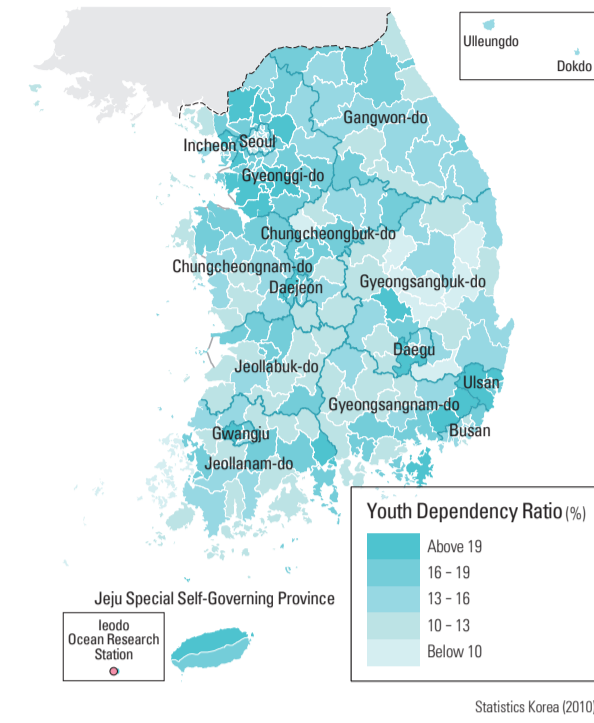 Ulleungdo
Dokdo
Gangwon-do
Incheon
Seoul
Gyeonggi-do
Chungcheongbuk-do
Chungcheongnam-do
Daejeon
Gyeongsangbuk-do
Daegu
Jeollabuk-do
Ulsan
Gyeongsangnam-do
Busan
Gwangju
Jeollanam-do
Youth Dependency Ratio (%)
Above 19
16 - 19
13 - 16
10 - 13
Below 10
Jeju Special Self-Governing Province
Ieodo
Ocean Research
Station
Statistics Korea (2010)